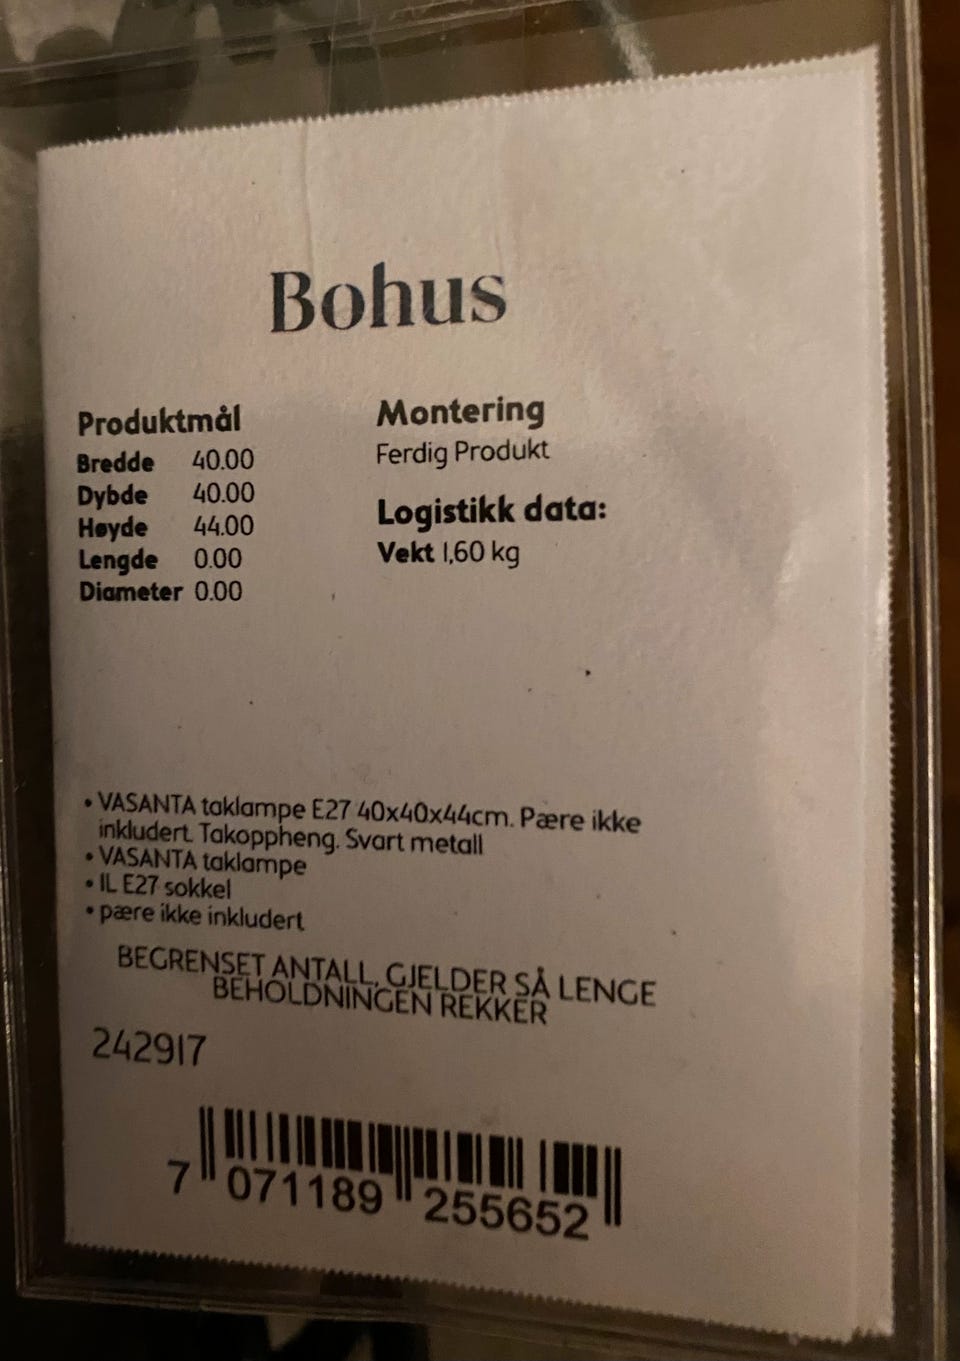 Bohus
Produktmål
Bredde 40.00
Dybde 40.00
Høyde 44.00
Lengde 0.00
Diameter 0.00
Montering
Ferdig Produkt
Logistikk data:
Vekt 1,60 kg
• VASANTA taklampe E27 40x40x44cm. Pære ikke
inkludert. Takoppheng. Svart metall
• VASANTA taklampe
• IL E27 sokkel
• pære ikke inkludert
BEGRENSET ANTALL, GJELDER SÅ LENGE
BEHOLDNINGEN REKKER
242917
7 071189 255652